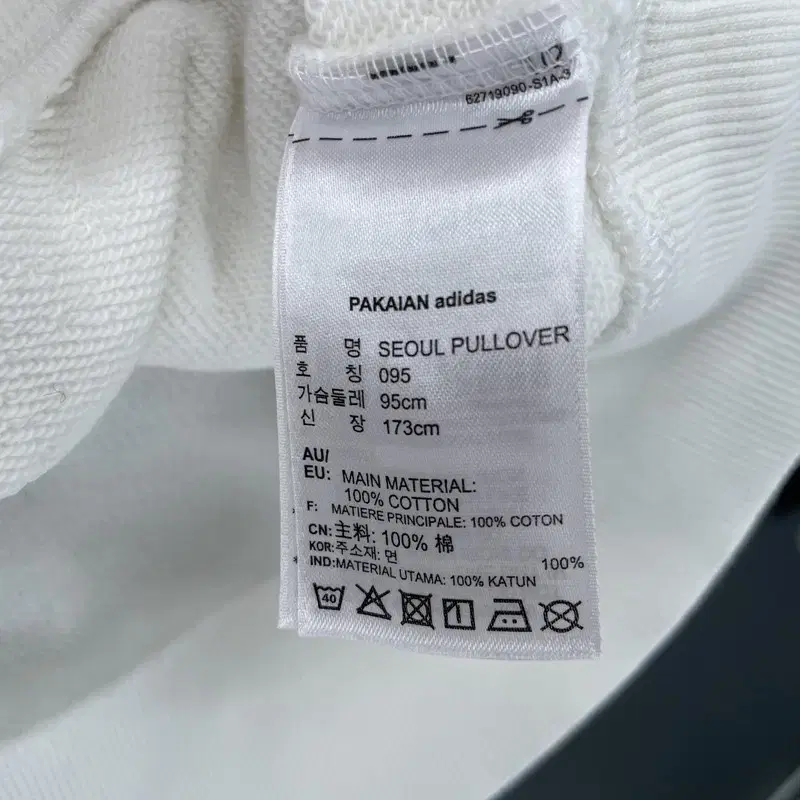 62719090-S1A-3
PAKAIAN adidas
품 명 SEOUL PULLOVER
호 칭 095
가슴둘레 95cm
신 장 173cm
AU/
EU: MAIN MATERIAL:
100% COTTON
F: MATIERE PRINCIPALE: 100% COTON
CN: 主料: 100% 棉
KOR: 주소재: 면 100%
IND: MATERIAL UTAMA: 100% KATUN
40